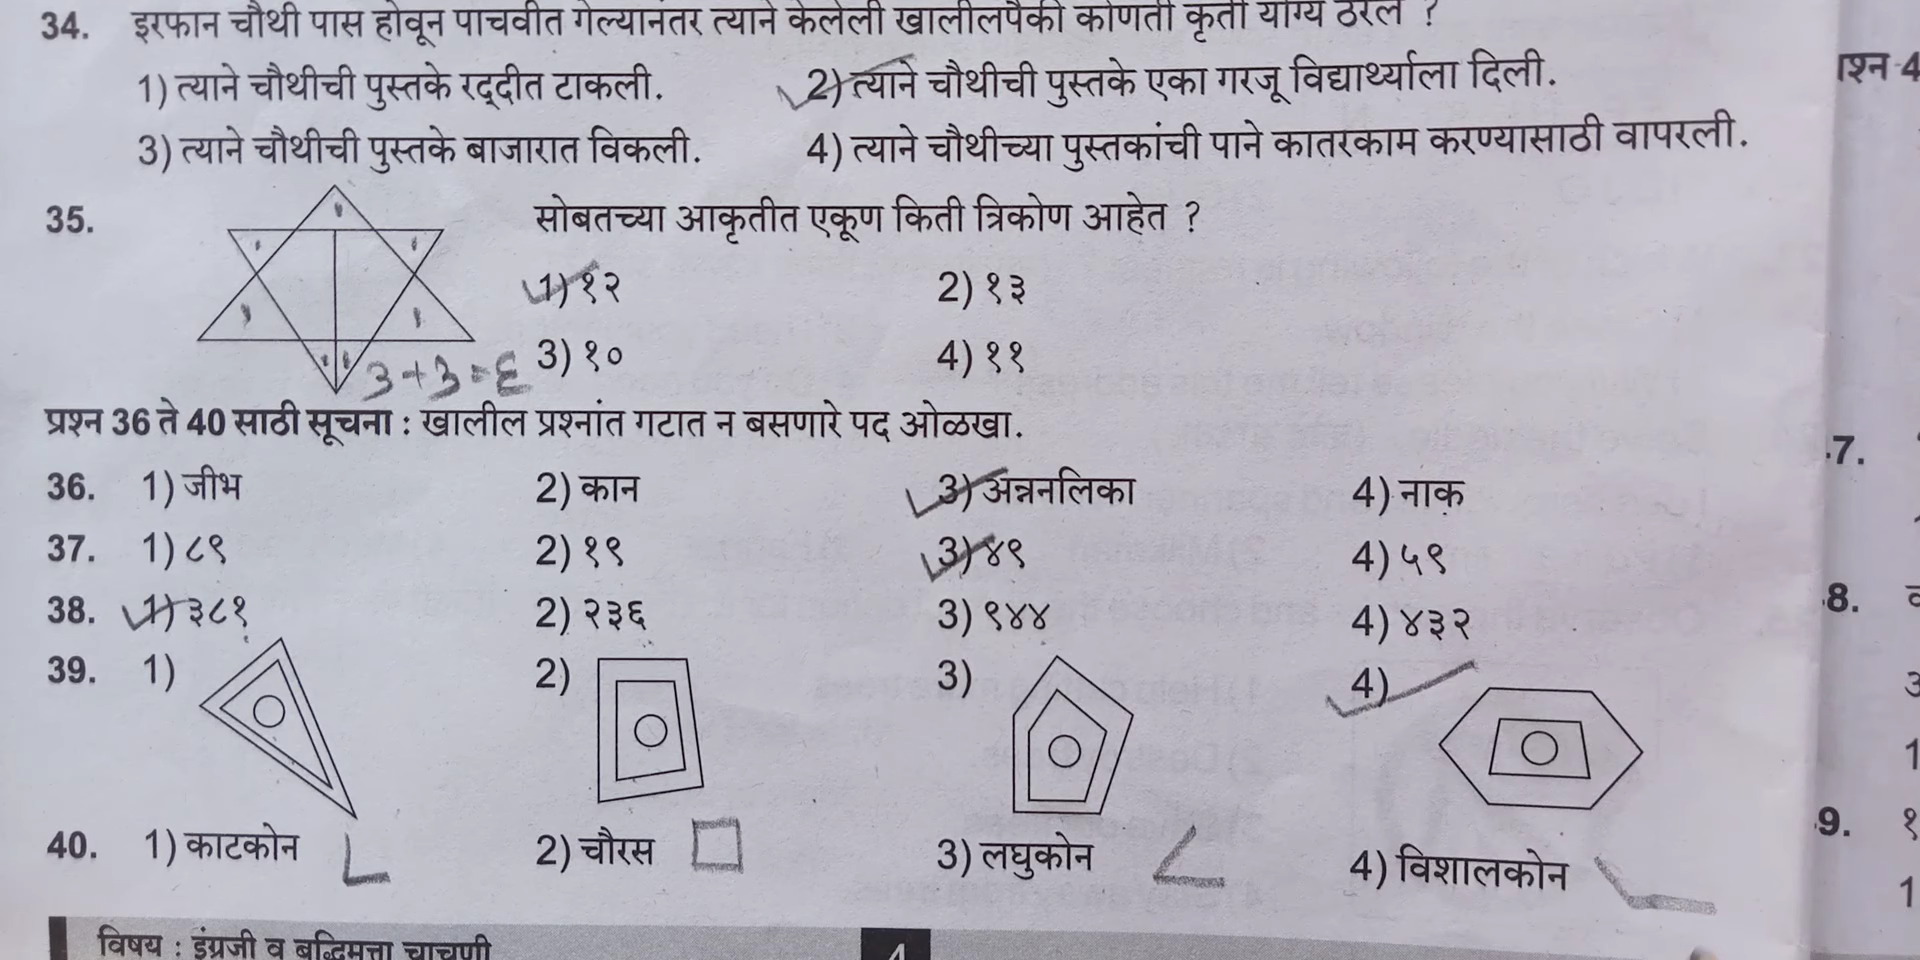 34. इरफान चौथी पास होवून पाचवीत गेल्यानंतर त्याने केलेली खालीलपैकी कोणती कृती योग्य ठरेल ?
1) त्याने चौथीची पुस्तके रद्दीत टाकली. 2) त्याने चौथीची पुस्तके एका गरजू विद्यार्थ्याला दिली.
3) त्याने चौथीची पुस्तके बाजारात विकली. 4) त्याने चौथीच्या पुस्तकांची पाने कातरकाम करण्यासाठी वापरली.
35. सोबतच्या आकृतीत एकूण किती त्रिकोण आहेत ?
1) १२ 2) १३
3) १० 4) ११
3+3=६
प्रश्न 36 ते 40 साठी सूचना : खालील प्रश्नांत गटात न बसणारे पद ओळखा.
36. 1) जीभ 2) कान 3) अन्ननलिका 4) नाक
37. 1) ८९ 2) १९ 3) ४९ 4) ५९
38. 1) ३८१ 2) २३६ 3) ९४४ 4) ४३२
39. 1) 2) 3) 4)
40. 1) काटकोन 2) चौरस 3) लघुकोन 4) विशालकोन
विषय : इंग्रजी व बुद्धिमत्ता चाचणी
4
7.
8.
9.